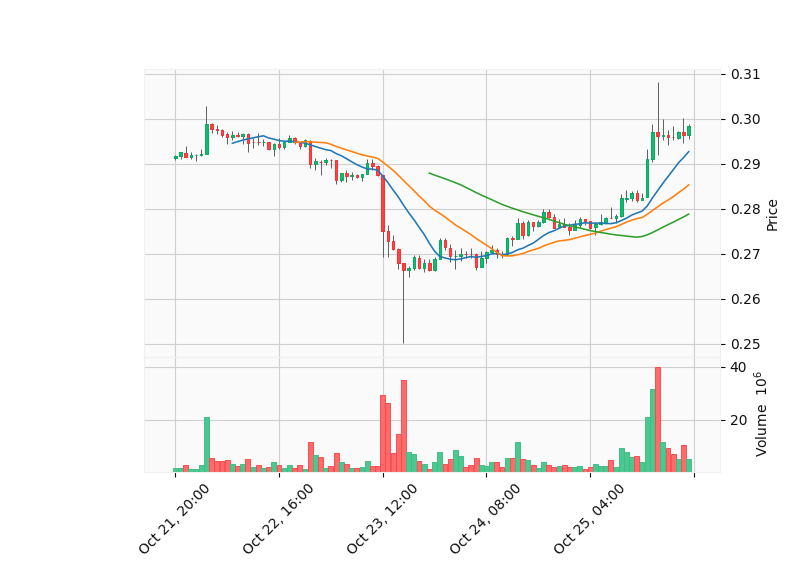 0.31
0.30
0.29
0.28
0.27
0.26
0.25
Price
40
20
Volume 10^6
Oct 21, 20:00
Oct 22, 16:00
Oct 23, 12:00
Oct 24, 08:00
Oct 25, 04:00